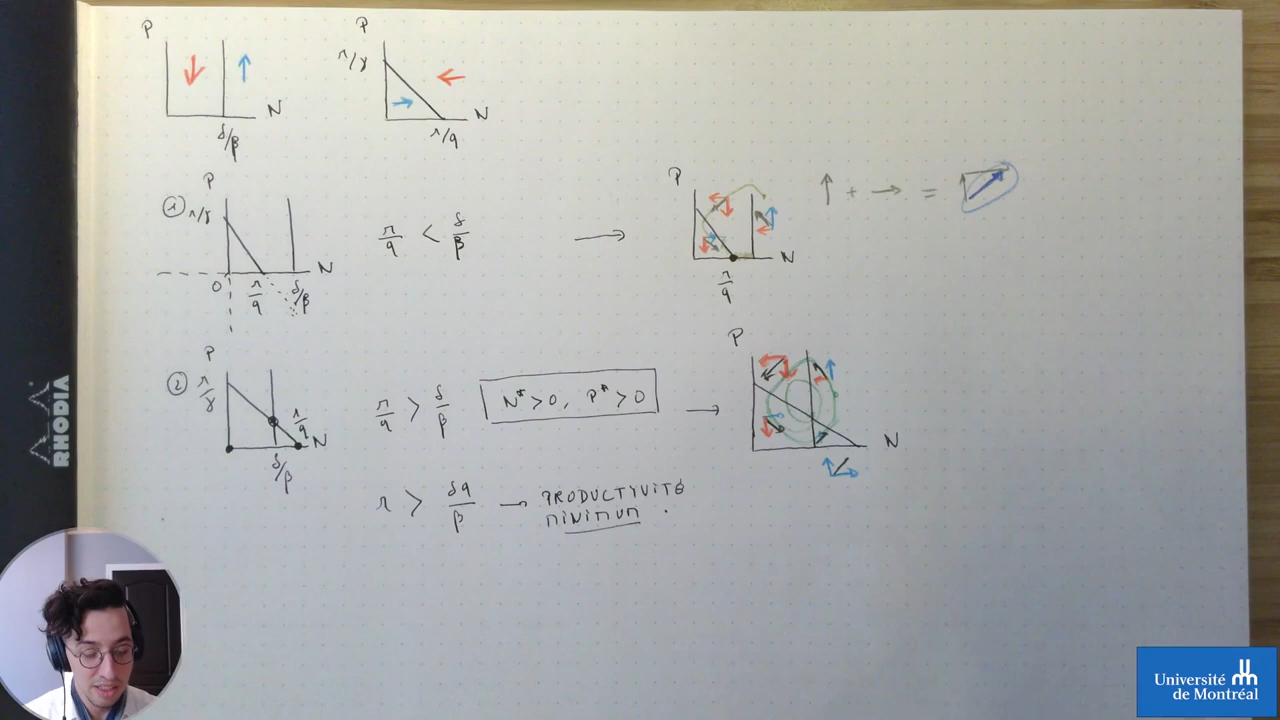 P
P
r/γ
N
N
δ/β
r/q
P
P
① r/γ
r/q < δ/β
↑ + → =
N
N
0
r/q
δ/β
r/q
P
P
② r/γ
r/q > δ/β
N* > 0, P* > 0
r/q
N
N
δ/β
r > δq/β → PRODUCTIVITÉ
MINIMUM.
RHODIA
Université
de Montréal